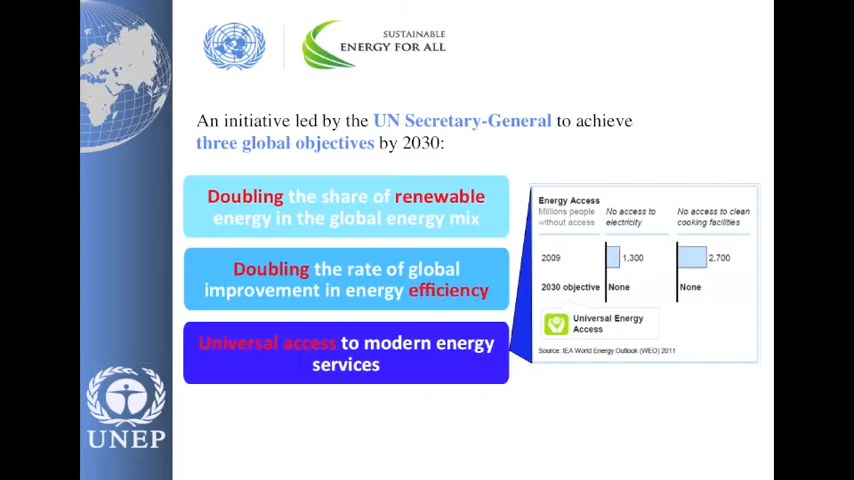 SUSTAINABLE
ENERGY FOR ALL
An initiative led by the UN Secretary-General to achieve
three global objectives by 2030:
Doubling the share of renewable
energy in the global energy mix
Doubling the rate of global
improvement in energy efficiency
Universal access to modern energy
services
Energy Access
Millions people
without access
No access to
electricity
No access to clean
cooking facilities
2009
1,300
2,700
2030 objective
None
None
Universal Energy
Access
Source: IEA World Energy Outlook (WEO) 2011
UNEP